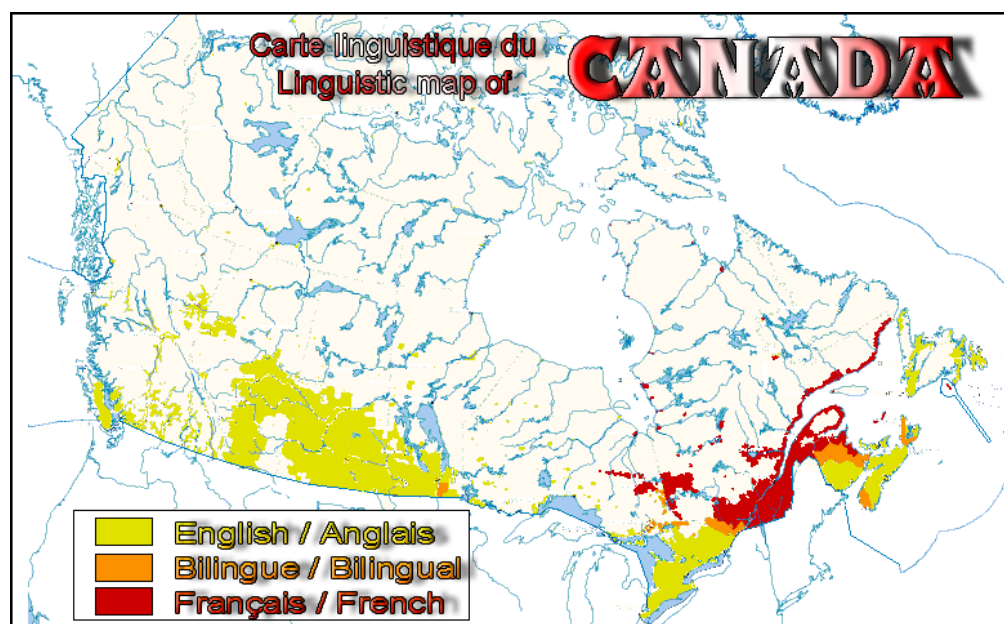 Carte linguistique du
Linguistic map of
CANADA
English / Anglais
Bilingue / Bilingual
Français / French